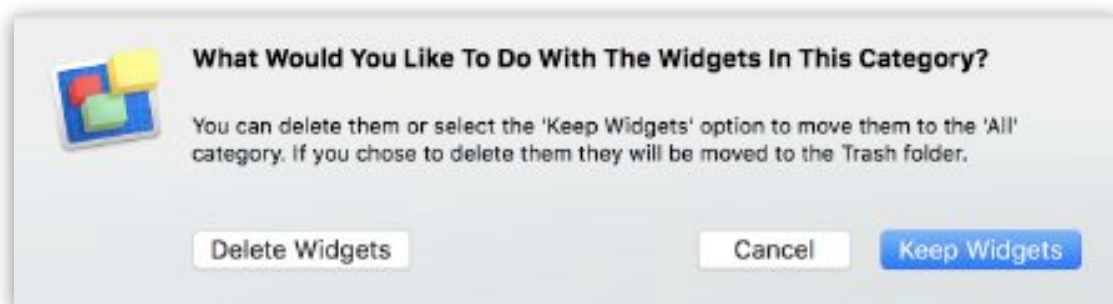 What Would You Like To Do With The Widgets In This Category?
You can delete them or select the 'Keep Widgets' option to move them to the 'All'
category. If you chose to delete them they will be moved to the Trash folder.
Delete Widgets
Cancel
Keep Widgets